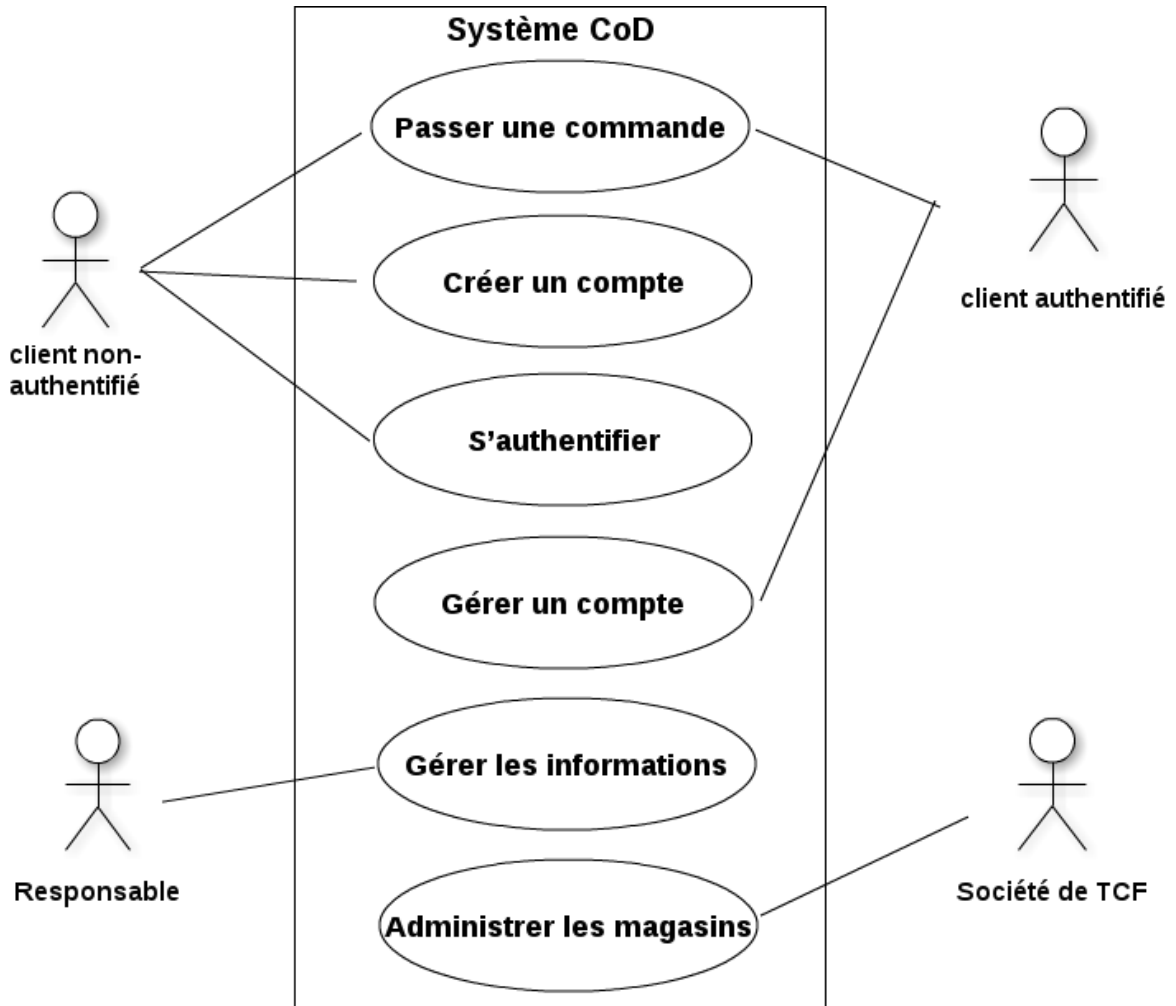 Système CoD
Passer une commande
Créer un compte
client authentifié
client non-
authentifié
S’authentifier
Gérer un compte
Gérer les informations
Responsable
Société de TCF
Administrer les magasins